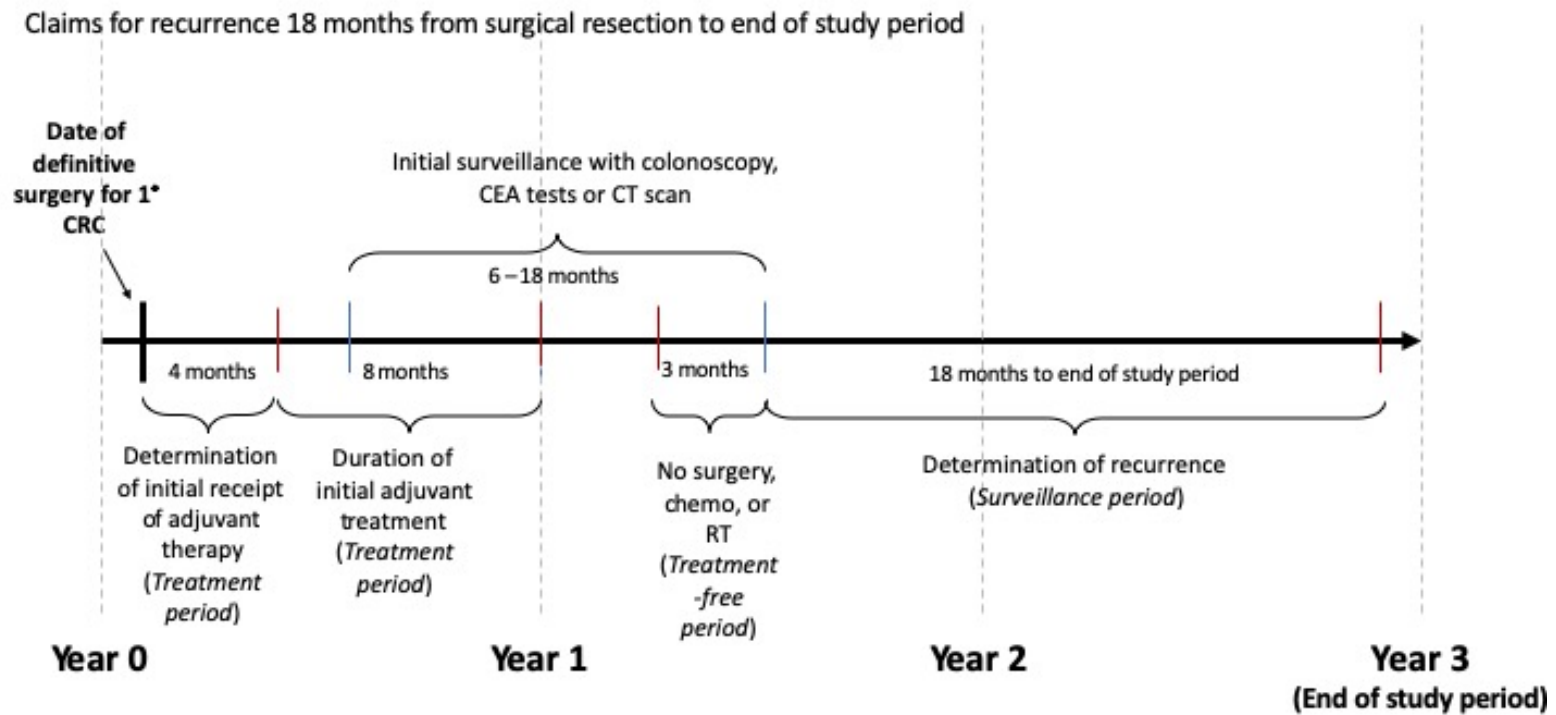 Claims for recurrence 18 months from surgical resection to end of study period
Date of
definitive
surgery for 1°
CRC
Initial surveillance with colonoscopy,
CEA tests or CT scan
6 – 18 months
4 months
8 months
3 months
18 months to end of study period
Determination
of initial receipt
of adjuvant
therapy
(Treatment
period)
Duration of
initial adjuvant
treatment
(Treatment
period)
No surgery,
chemo, or
RT
(Treatment
-free
period)
Determination of recurrence
(Surveillance period)
Year 0
Year 1
Year 2
Year 3
(End of study period)